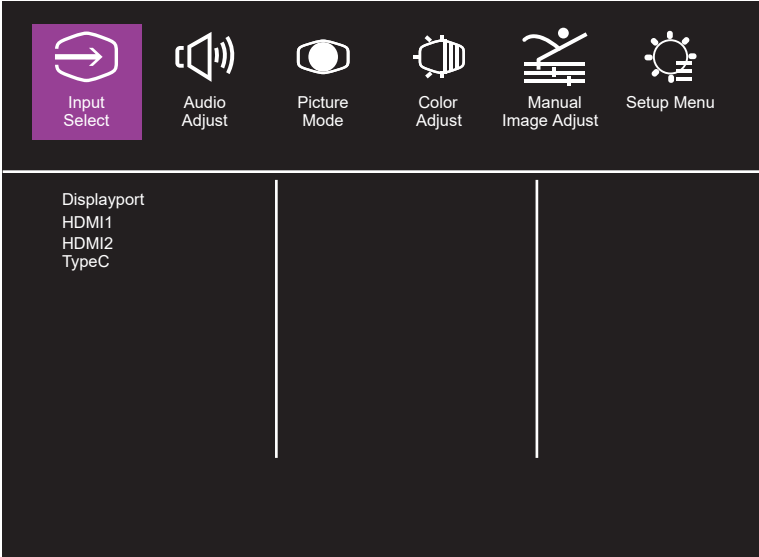 Input
Select
Audio
Adjust
Picture
Mode
Color
Adjust
Manual
Image Adjust
Setup Menu
Displayport
HDMI1
HDMI2
TypeC